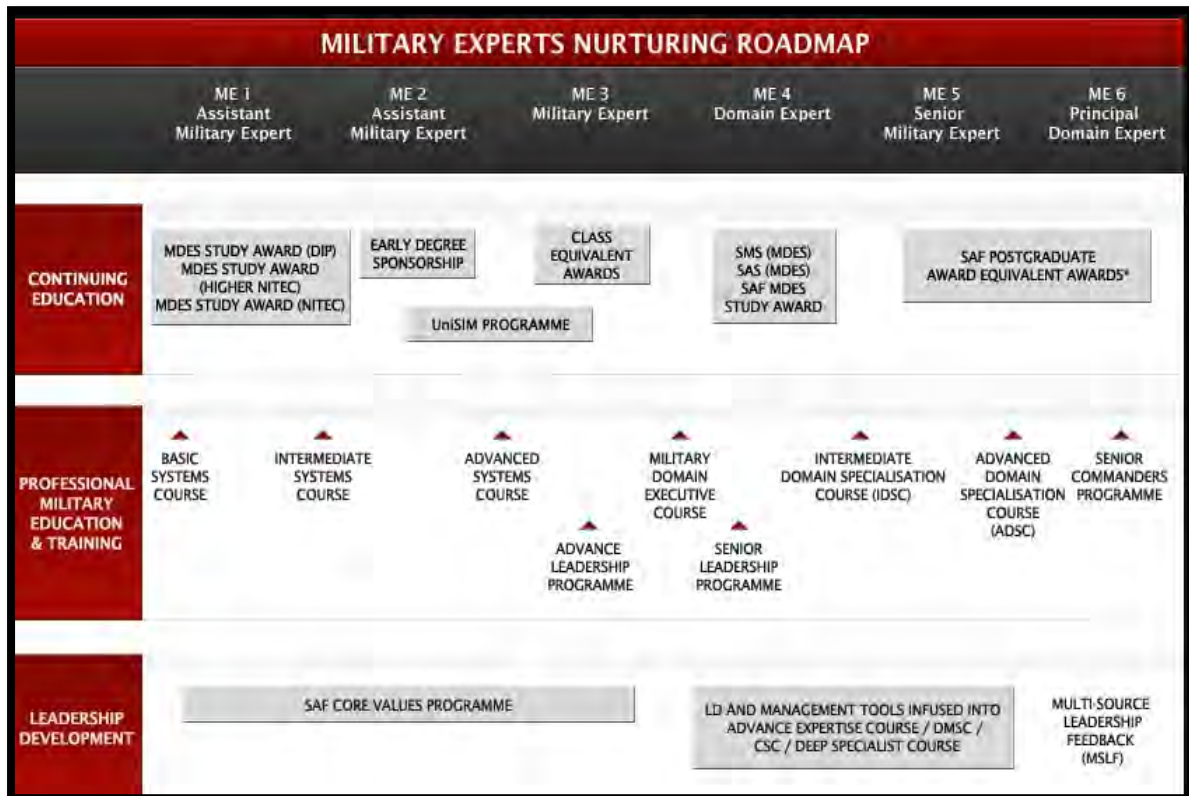 MILITARY EXPERTS NURTURING ROADMAP
ME 1
Assistant
Military Expert
ME 2
Assistant
Military Expert
ME 3
Military Expert
ME 4
Domain Expert
ME 5
Senior
Military Expert
ME 6
Principal
Domain Expert
CONTINUING
EDUCATION
MDES STUDY AWARD (DIP)
MDES STUDY AWARD
(HIGHER NITEC)
MDES STUDY AWARD (NITEC)
EARLY DEGREE
SPONSORSHIP
UniSIM PROGRAMME
CLASS
EQUIVALENT
AWARDS
SMS (MDES)
SAS (MDES)
SAF MDES
STUDY AWARD
SAF POSTGRADUATE
AWARD EQUIVALENT AWARDS*
PROFESSIONAL
MILITARY
EDUCATION
& TRAINING
BASIC
SYSTEMS
COURSE
INTERMEDIATE
SYSTEMS
COURSE
ADVANCED
SYSTEMS
COURSE
ADVANCE
LEADERSHIP
PROGRAMME
MILITARY
DOMAIN
EXECUTIVE
COURSE
SENIOR
LEADERSHIP
PROGRAMME
INTERMEDIATE
DOMAIN SPECIALISATION
COURSE (IDSC)
ADVANCED
DOMAIN
SPECIALISATION
COURSE
(ADSC)
SENIOR
COMMANDERS
PROGRAMME
LEADERSHIP
DEVELOPMENT
SAF CORE VALUES PROGRAMME
LD AND MANAGEMENT TOOLS INFUSED INTO
ADVANCE EXPERTISE COURSE / DMSC /
CSC / DEEP SPECIALIST COURSE
MULTI-SOURCE
LEADERSHIP
FEEDBACK
(MSLF)